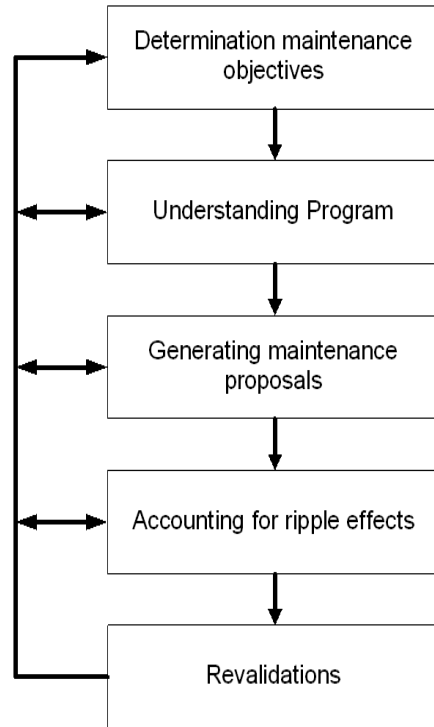 Determination maintenance
objectives
Understanding Program
Generating maintenance
proposals
Accounting for ripple effects
Revalidations